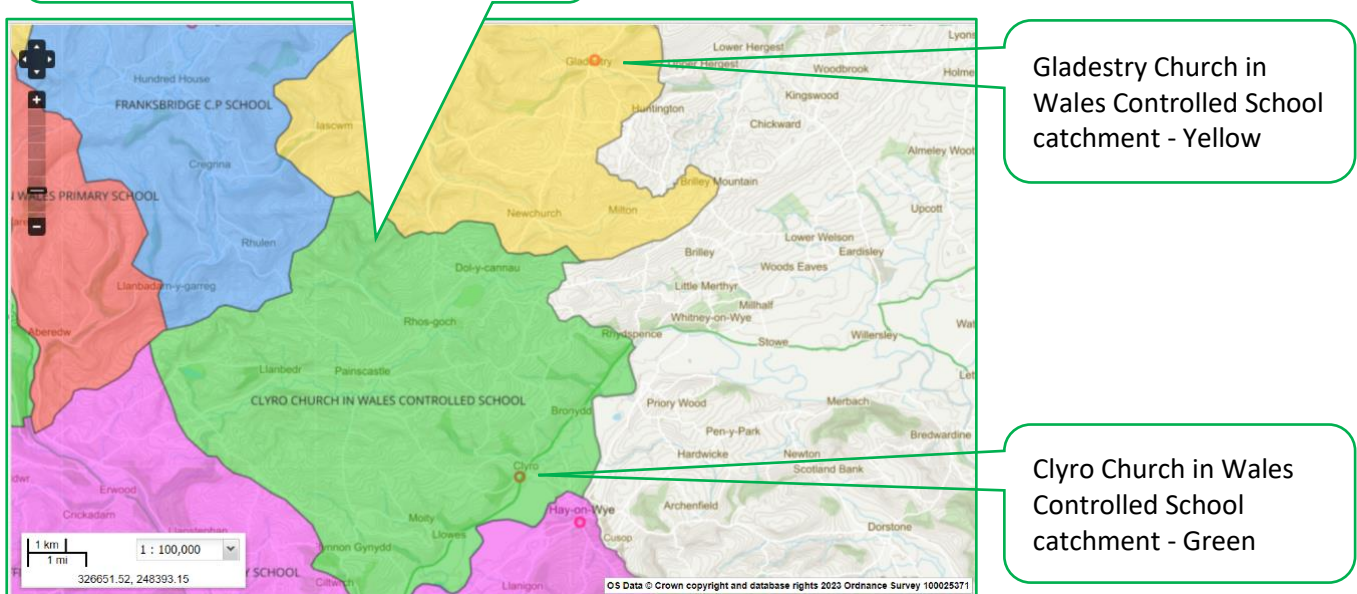 Lyons
Lower Hergest
Gladestry
Upper Hergest
Woodbrook
Holme
Hundred House
Kingswood
FRANKSBRIDGE C.P SCHOOL
Huntington
Iascwm
Chickward
Almeley Woot
Cregrina
Brilley Mountain
WALES PRIMARY SCHOOL
Newchurch
Milton
Upcott
Rhulen
Lower Welson
Brilley
Eardisley
Woods Eaves
Dol-y-cannau
Llanbadarn-y-garreg
Little Merthyr
Millhalf
Whitney-on-Wye
Rhos-goch
Aberedw
Rhydspence
Willersley
Stowe
Llanbedr
Painscastle
CLYRO CHURCH IN WALES CONTROLLED SCHOOL
Priory Wood
Merbach
Bronydd
Pen-y-Park
Bredwardine
Hardwicke
Newton
Clyro
Scotland Bank
Erwood
Archenfield
Crickadarn
Hay-on-Wye
Moity
Dorstone
Llowes
Cusop
SCHOOL
Llanigon
+
−
1 km
1 mi
1 : 100,000
326651.52, 248393.15
OS Data © Crown copyright and database rights 2023 Ordnance Survey 100025371
Gladestry Church in
Wales Controlled School
catchment - Yellow
Clyro Church in Wales
Controlled School
catchment - Green